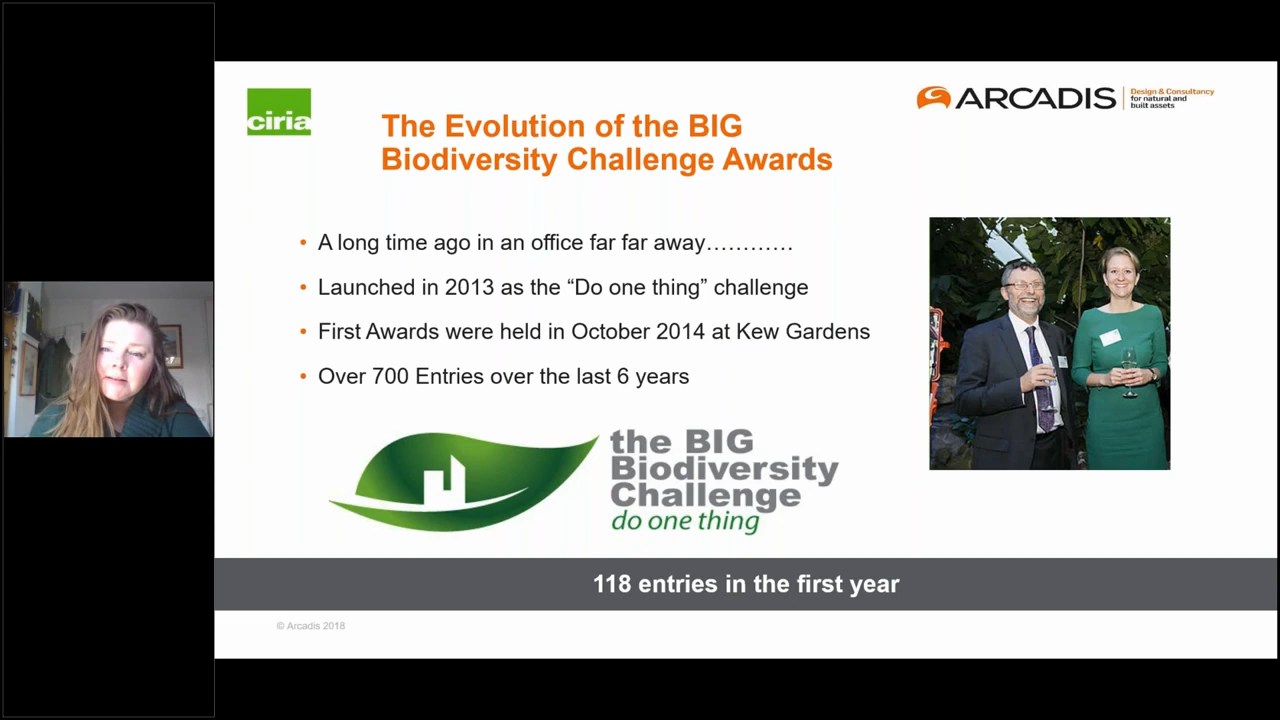 ciria
ARCADIS
Design & Consultancy
for natural and
built assets
The Evolution of the BIG
Biodiversity Challenge Awards
• A long time ago in an office far far away…………
• Launched in 2013 as the “Do one thing” challenge
• First Awards were held in October 2014 at Kew Gardens
• Over 700 Entries over the last 6 years
the BIG
Biodiversity
Challenge
do one thing
118 entries in the first year
© Arcadis 2018